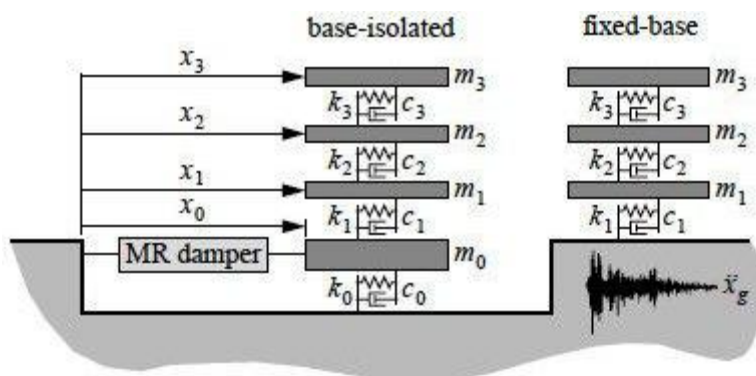 base-isolated fixed-base
x₃ m₃ m₃
k₃ c₃ k₃ c₃
x₂ m₂ m₂
k₂ c₂ k₂ c₂
x₁ m₁ m₁
x₀ k₁ c₁ k₁ c₁
MR damper m₀
k₀ c₀ ẍg